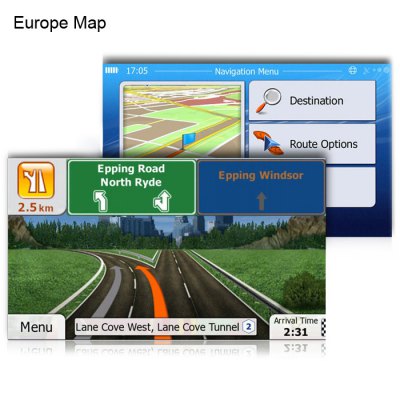 Europe Map
17:05
Navigation Menu
Destination
Route Options
2.5 km
Epping Road
North Ryde
Epping Windsor
Menu
Lane Cove West, Lane Cove Tunnel 2
Arrival Time
2:31